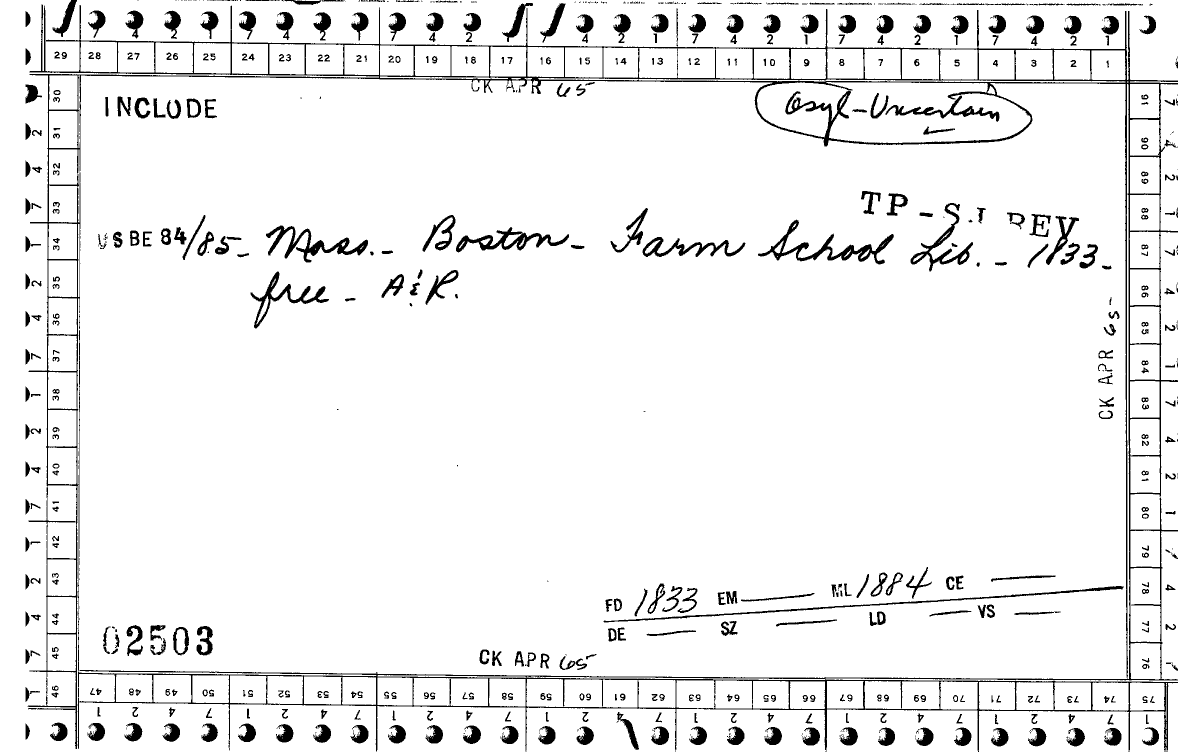 7 4 2 1 7 4 2 1 7 4 2 1 7 4 2 1 7 4 2 1 7 4 2 1 7 4 2 1
29 28 27 26 25 24 23 22 21 20 19 18 17 16 15 14 13 12 11 10 9 8 7 6 5 4 3 2 1
CK APR 65
INCLUDE
Asyl-Uncertain
TP-S.J. REV
USBE 84/85- Mass.- Boston- Farm School Lib. - 1833-
free - A & R.
CK APR 65
FD 1833 EM ML 1884 CE
DE SZ LD VS
02503
CK APR 65
30 31 32 33 34 35 36 37 38 39 40 41 42 43 44 45 46
91 90 89 88 87 86 85 84 83 82 81 80 79 78 77 76 75
47 48 49 50 51 52 53 54 55 56 57 58 59 60 61 62 63 64 65 66 67 68 69 70 71 72 73 74 75
1 2 4 7 1 2 4 7 1 2 4 7 1 2 4 7 1 2 4 7 1 2 4 7 1 2 4 7 1